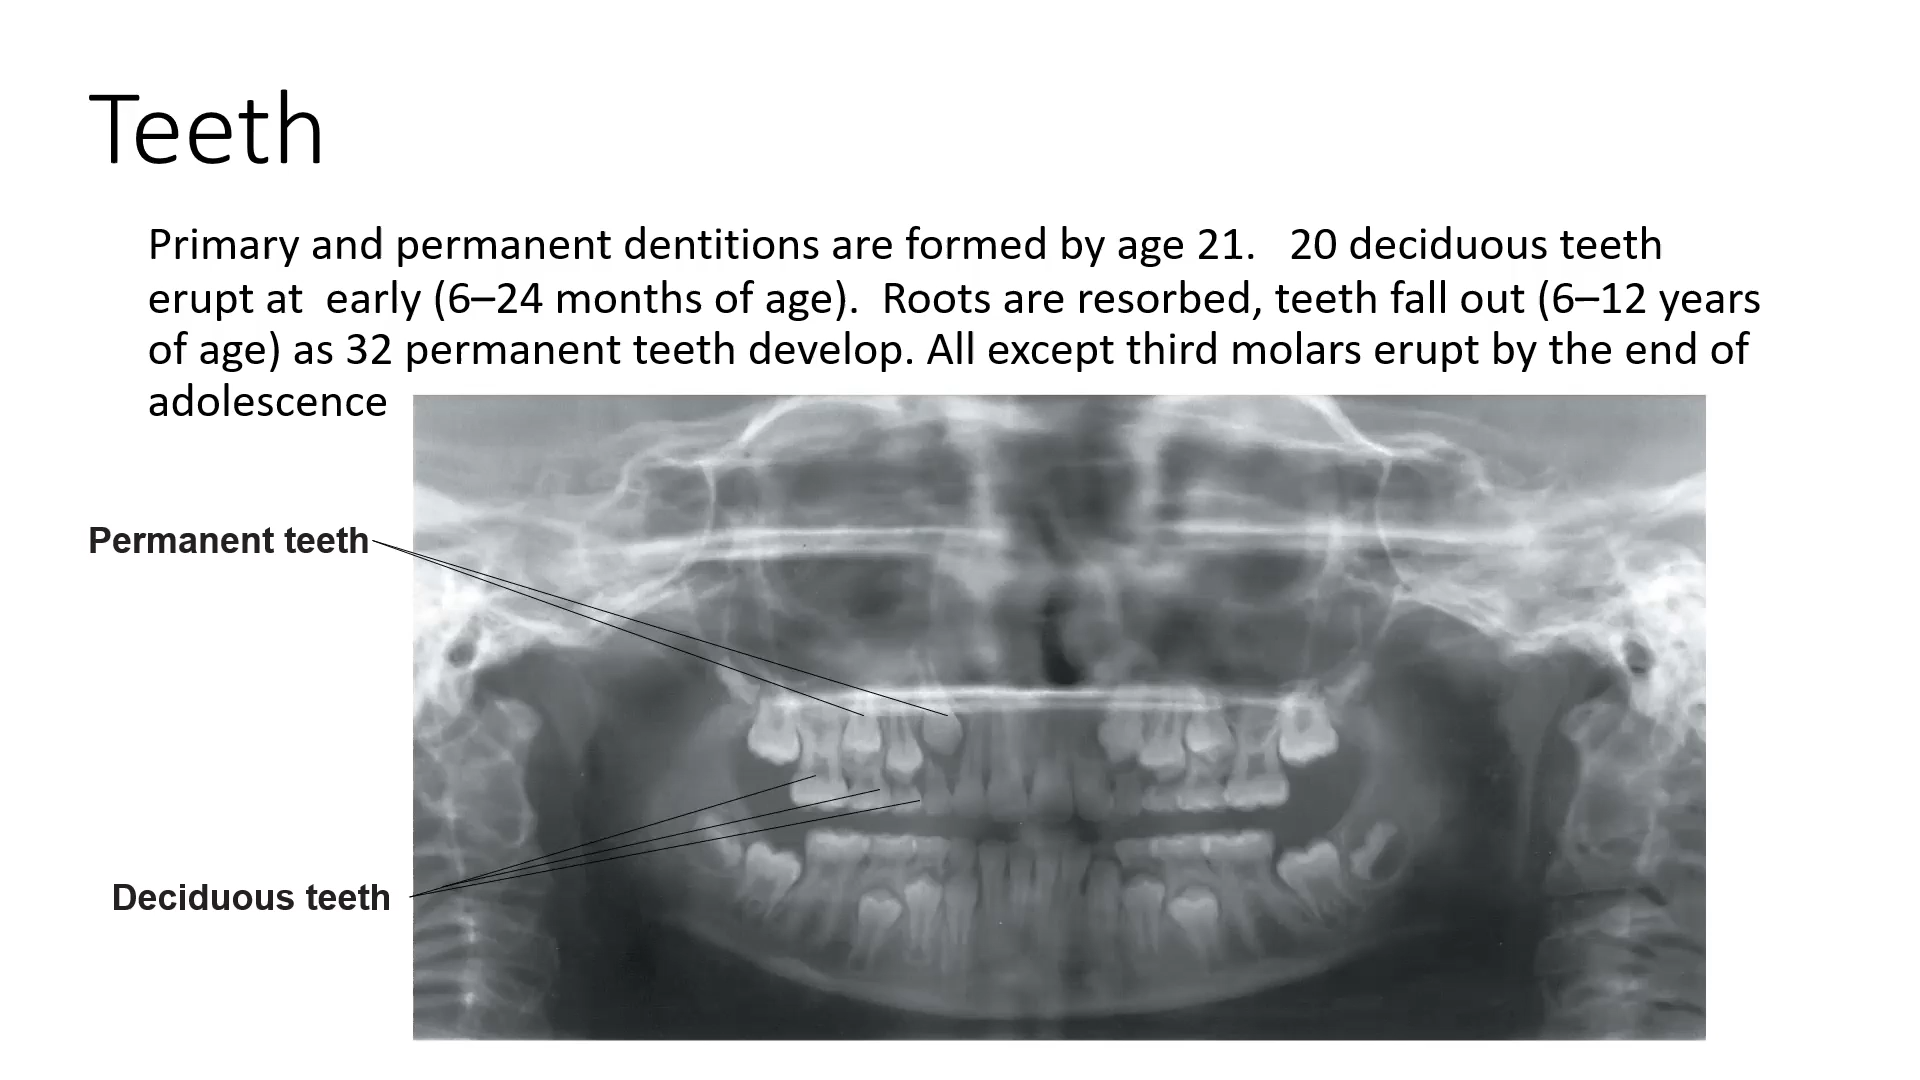 Teeth
Primary and permanent dentitions are formed by age 21.   20 deciduous teeth
erupt at  early (6–24 months of age).  Roots are resorbed, teeth fall out (6–12 years
of age) as 32 permanent teeth develop. All except third molars erupt by the end of
adolescence
Permanent teeth
Deciduous teeth